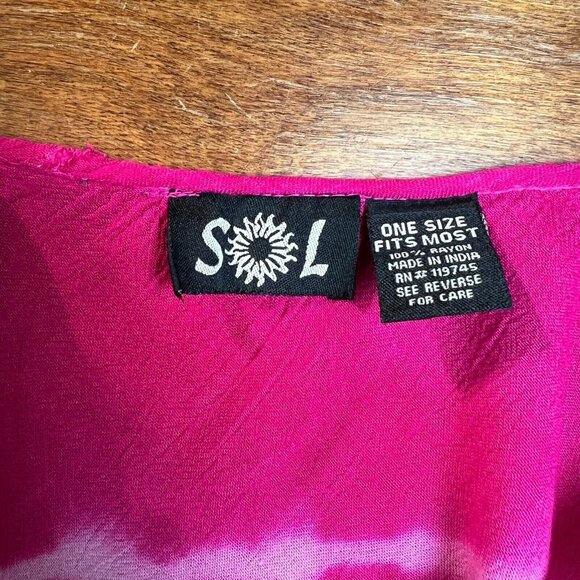 SOL
ONE SIZE
FITS MOST
100% RAYON
MADE IN INDIA
RN# 119745
SEE REVERSE
FOR CARE